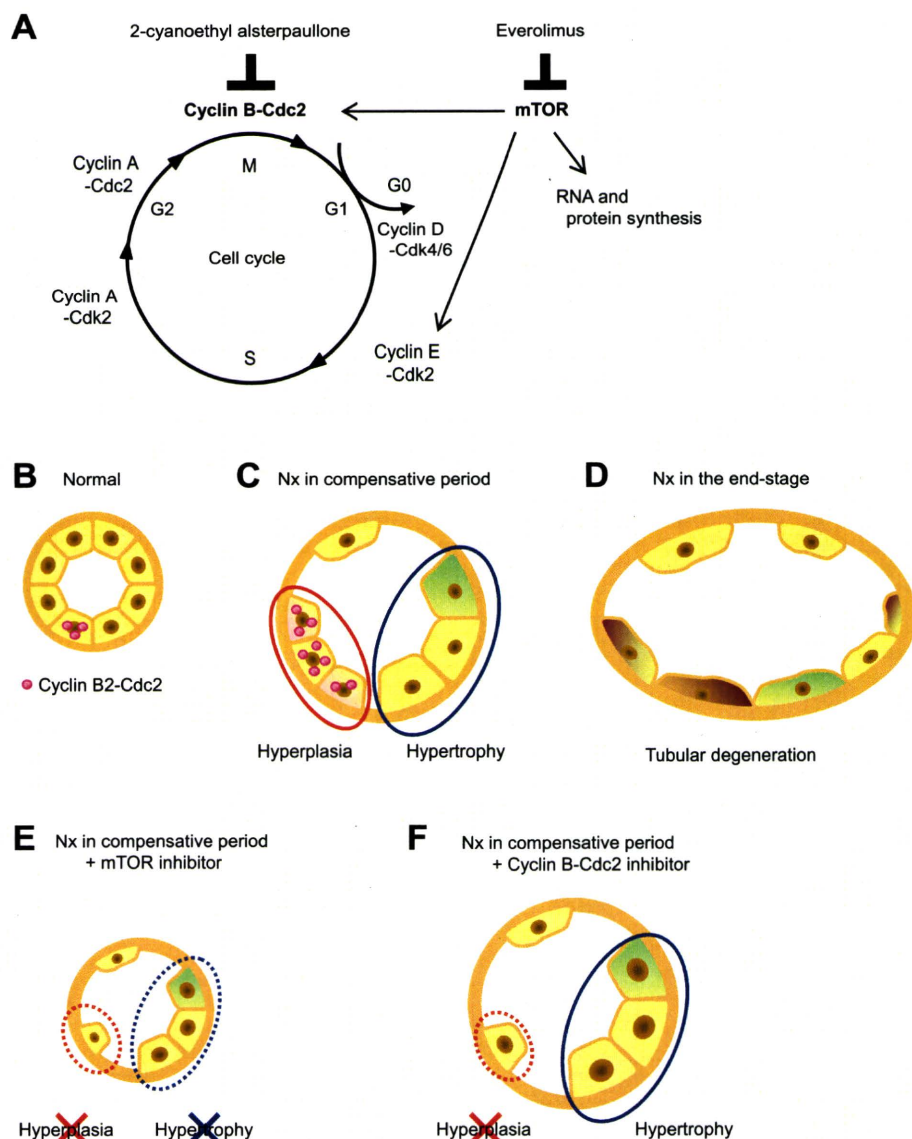 A
2-cyanoethyl alsterpaullone
Everolimus
Cyclin B-Cdc2
mTOR
Cyclin A
-Cdc2
M
G2
G1
G0
RNA and
protein synthesis
Cyclin D
-Cdk4/6
Cell cycle
Cyclin A
-Cdk2
S
Cyclin E
-Cdk2
B
Normal
Cyclin B2-Cdc2
C
Nx in compensative period
Hyperplasia
Hypertrophy
D
Nx in the end-stage
Tubular degeneration
E
Nx in compensative period
+ mTOR inhibitor
Hyperplasia
Hypertrophy
F
Nx in compensative period
+ Cyclin B-Cdc2 inhibitor
Hyperplasia
Hypertrophy